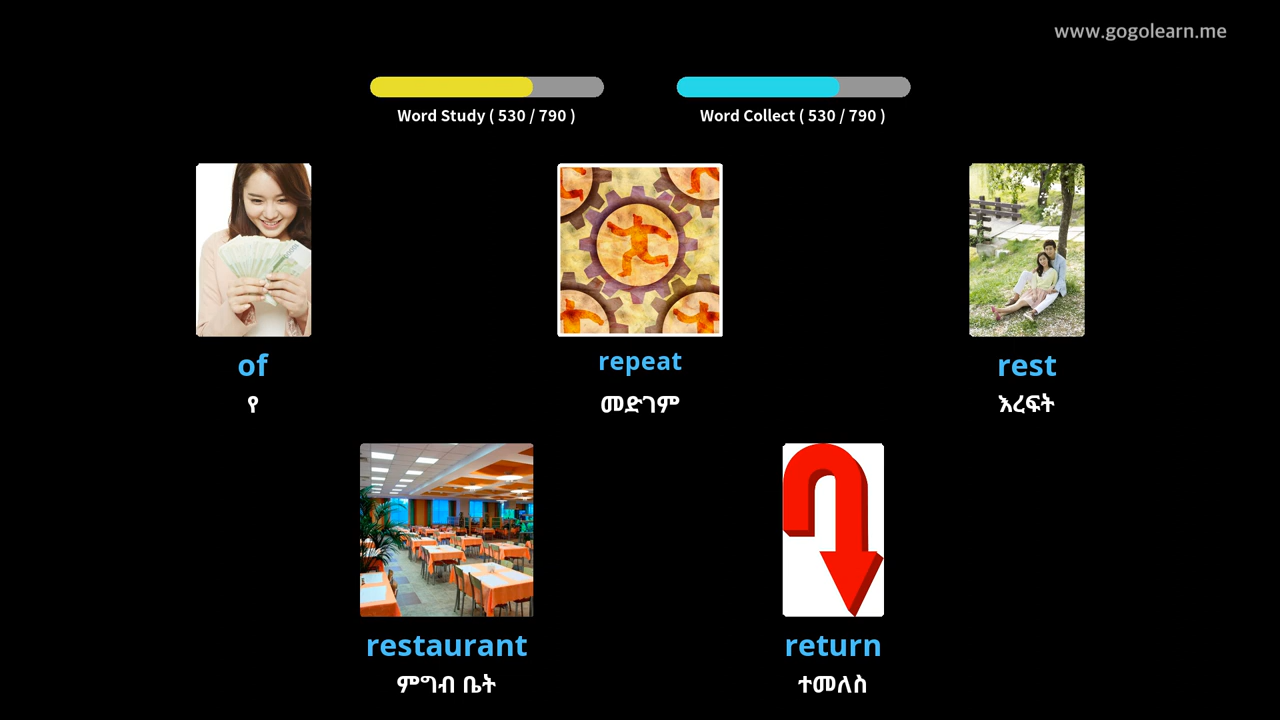 www.gogolearn.me
Word Study ( 530 / 790 )
Word Collect ( 530 / 790 )
of
የ
repeat
መድገም
rest
እረፍት
restaurant
ምግብ ቤት
return
ተመለስ